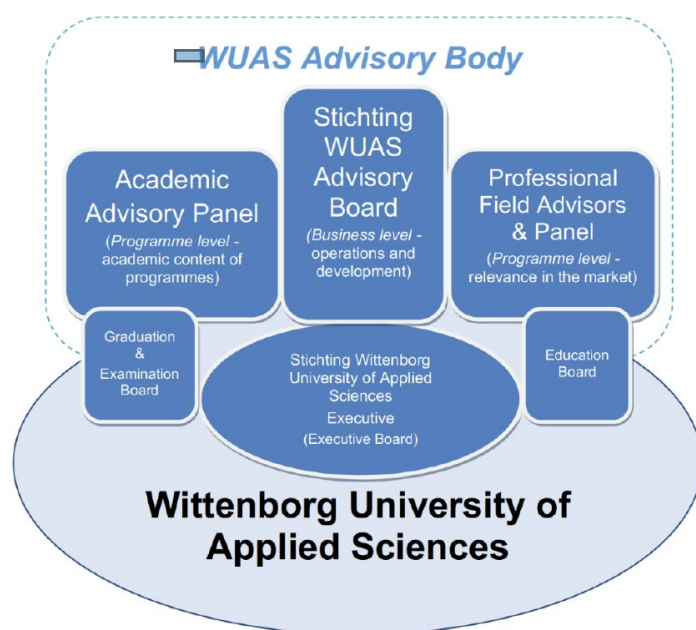 WUAS Advisory Body
Stichting
WUAS
Advisory
Board
(Business level -
operations and
development)
Academic
Advisory Panel
(Programme level -
academic content of
programmes)
Professional
Field Advisors
& Panel
(Programme level -
relevance in the market)
Graduation
&
Examination
Board
Stichting Wittenborg
University of Applied
Sciences
Executive
(Executive Board)
Education
Board
Wittenborg University of
Applied Sciences